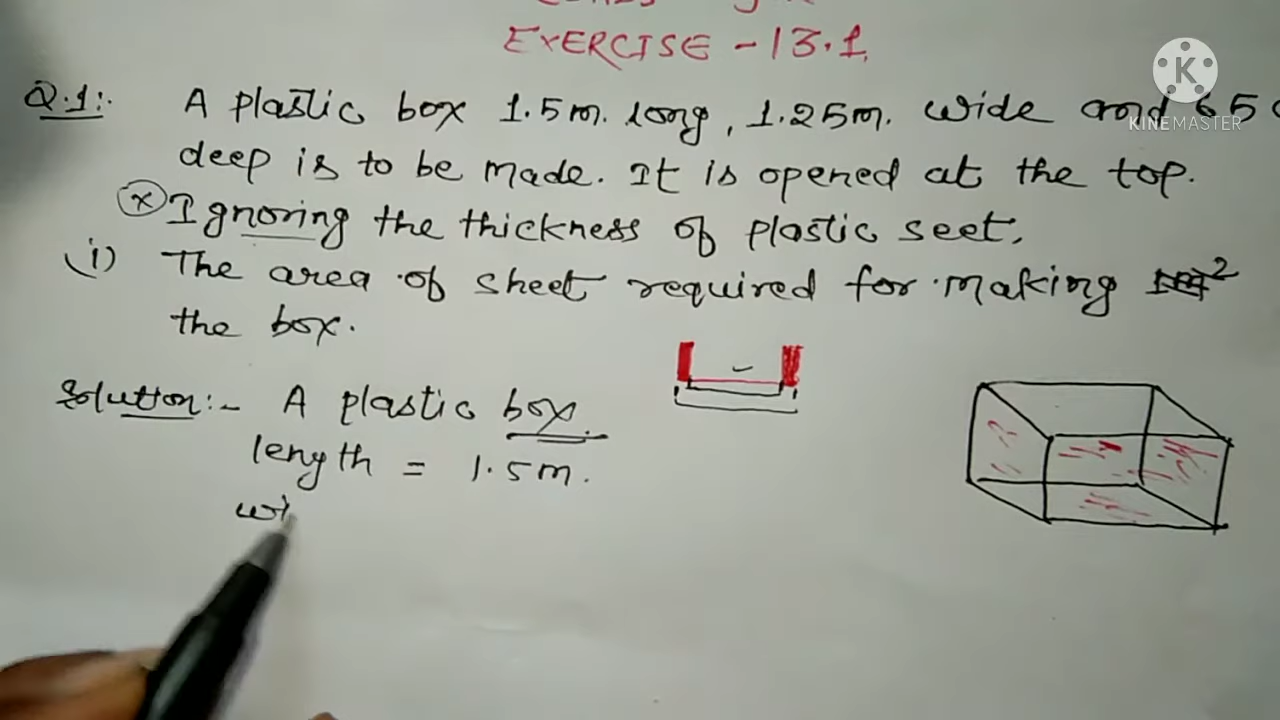 EXERCISE - 13.1.
K
KINEMASTER
Q.1:. A plastic box 1.5m. long, 1.25m. wide and 65
deep is to be made. It is opened at the top.
(x) Ignoring the thickness of plastic seet.
(i) The area of sheet required for making 2
the box.
Solution:- A plastic box.
length = 1.5m.
wi